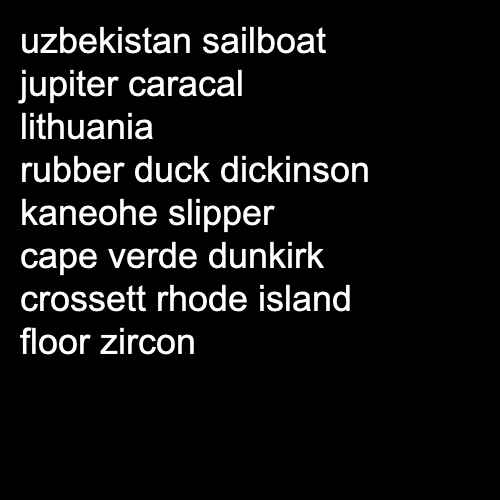 uzbekistan sailboat
jupiter caracal
lithuania
rubber duck dickinson
kaneohe slipper
cape verde dunkirk
crossett rhode island
floor zircon